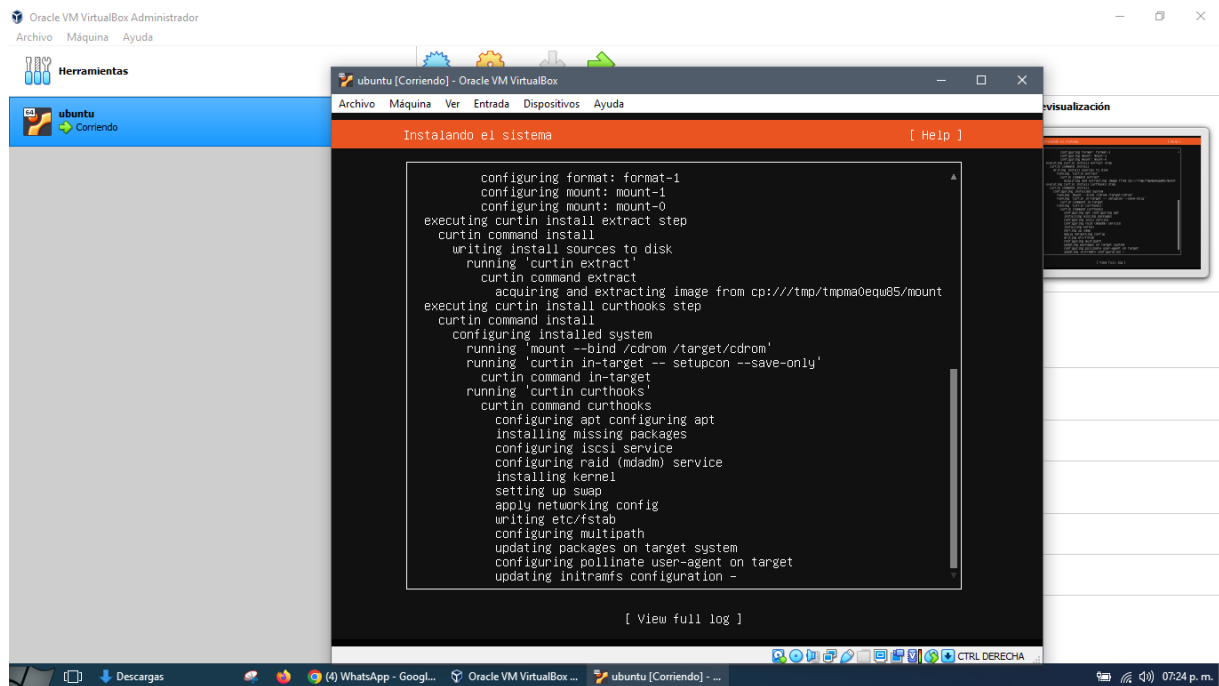 Oracle VM VirtualBox Administrador
Archivo Máquina Ayuda
Herramientas
64
ubuntu
Corriendo
evisualización
ubuntu [Corriendo] - Oracle VM VirtualBox
Archivo Máquina Ver Entrada Dispositivos Ayuda
Instalando el sistema [ Help ]
configuring format: format-1
configuring mount: mount-1
configuring mount: mount-0
executing curtin install extract step
curtin command install
writing install sources to disk
running 'curtin extract'
curtin command extract
acquiring and extracting image from cp:///tmp/tmpma0eqw85/mount
executing curtin install curthooks step
curtin command install
configuring installed system
running 'mount --bind /cdrom /target/cdrom'
running 'curtin in-target -- setupcon --save-only'
curtin command in-target
running 'curtin curthooks'
curtin command curthooks
configuring apt configuring apt
installing missing packages
configuring iscsi service
configuring raid (mdadm) service
installing kernel
setting up swap
apply networking config
writing etc/fstab
configuring multipath
updating packages on target system
configuring pollinate user-agent on target
updating initramfs configuration -
[ View full log ]
CTRL DERECHA
Descargas
(4) WhatsApp - Googl...
Oracle VM VirtualBox ...
ubuntu [Corriendo] - ...
07:24 p. m.